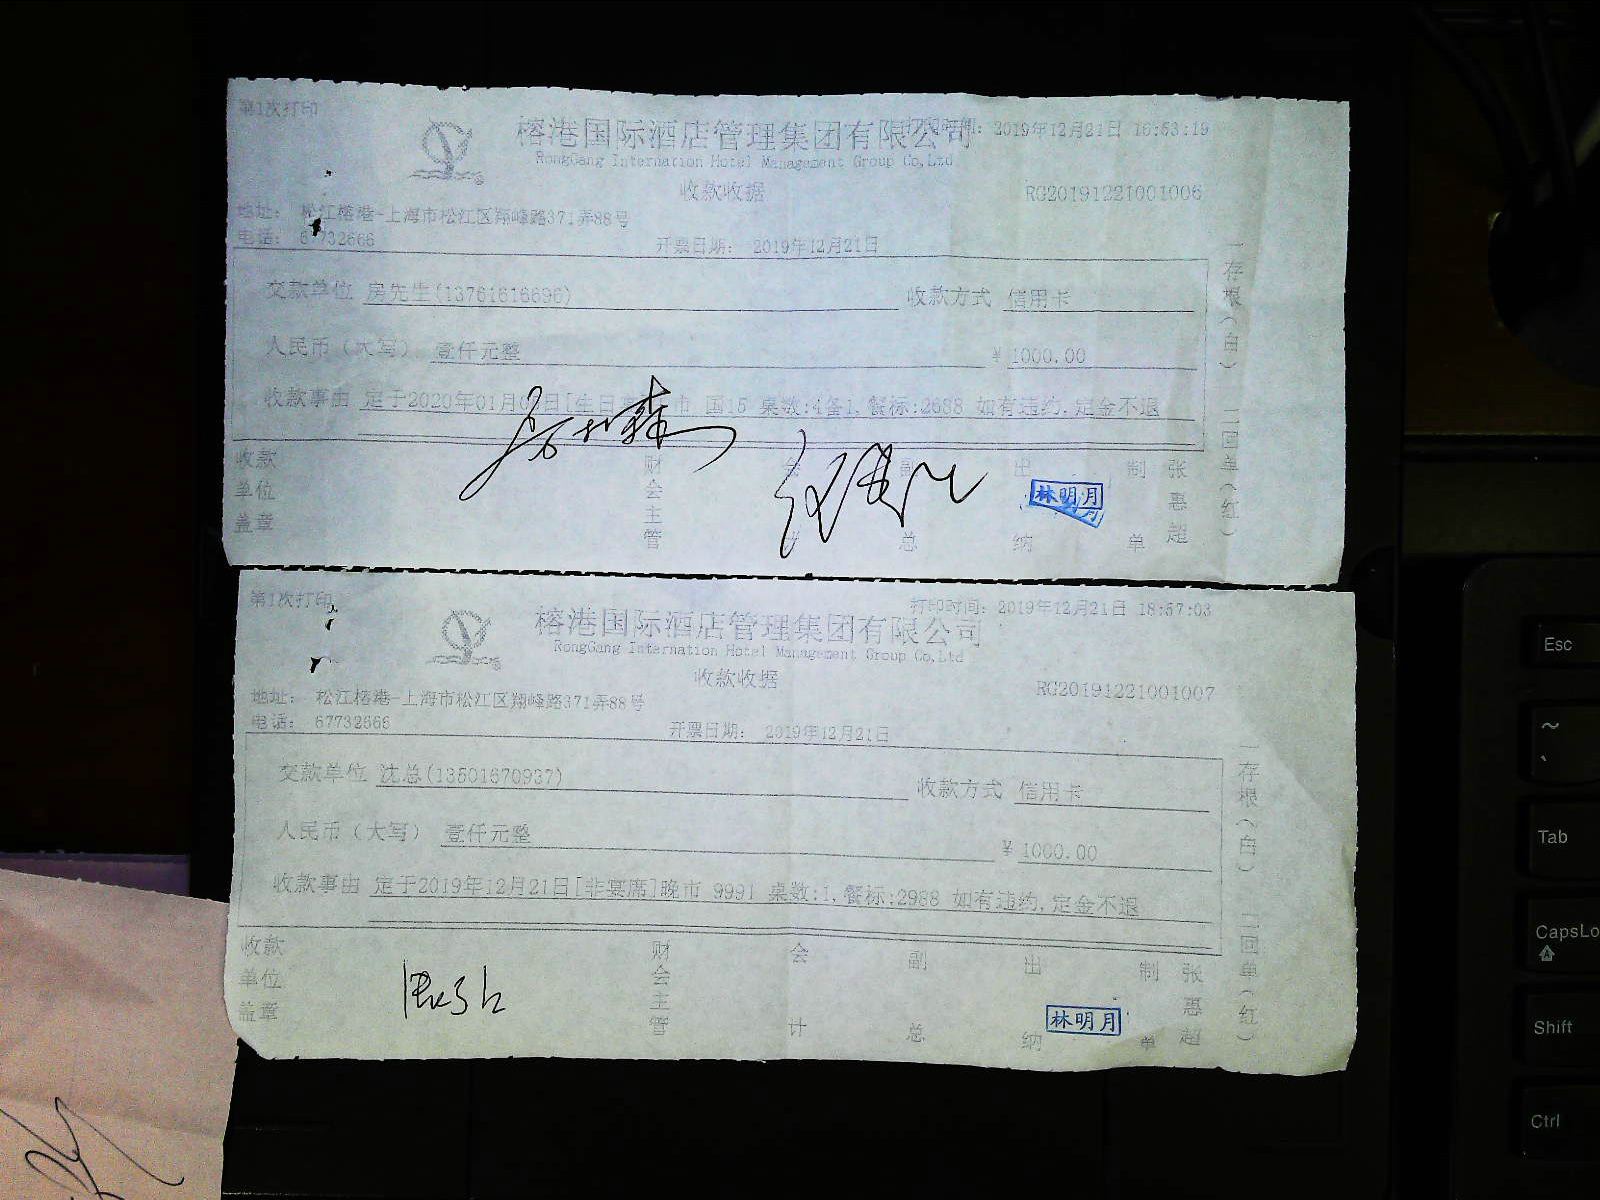 第1次打印
榕港国际酒店管理集团有限公司 2019年12月21日 16:53:19
RongGang Internation Hotel Management Group Co,Ltd
收款收据 RG20191221001006
地址: 松江榕港-上海市松江区翔峰路371弄88号
电话: 67732666 开票日期: 2019年12月21日
交款单位 房先生(13761616696) 收款方式 信用卡
人民币(大写) 壹仟元整 ¥ 1000.00
收款事由 定于2020年01月 日[生日 市 国15 桌数:4备1,餐标:2688 如有违约,定金不退
存根(白) 二回单(红)
收款单位盖章 财会主管 会计 副总 出纳 林明月 制单 张惠超
第1次打印 打印时间: 2019年12月21日 18:57:03
榕港国际酒店管理集团有限公司
RongGang Internation Hotel Management Group Co,Ltd
收款收据 RG20191221001007
地址: 松江榕港-上海市松江区翔峰路371弄88号
电话: 67732666 开票日期: 2019年12月21日
交款单位 沈总(13501670937) 收款方式 信用卡
人民币(大写) 壹仟元整 ¥ 1000.00
收款事由 定于2019年12月21日[非宴席]晚市 9991 桌数:1,餐标:2988 如有违约,定金不退
一存根(白) 二回单(红)
收款单位盖章 财会主管 会计 副总 出纳 林明月 制单 张惠超
Esc
~
`
Tab
CapsLo
Shift
Ctrl